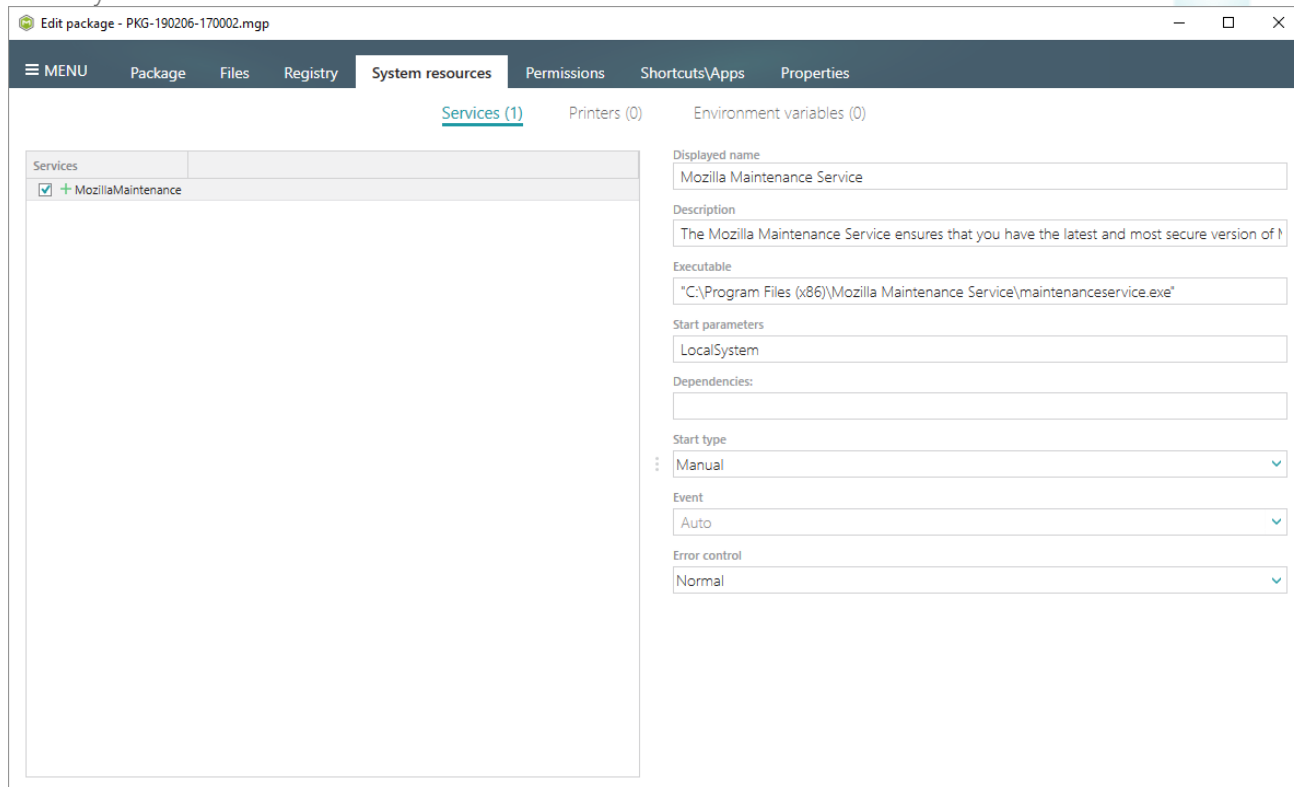 Edit package - PKG-190206-170002.mgp
MENU Package Files Registry System resources Permissions Shortcuts\Apps Properties
Services (1) Printers (0) Environment variables (0)
Services
MozillaMaintenance
Displayed name
Mozilla Maintenance Service
Description
The Mozilla Maintenance Service ensures that you have the latest and most secure version of
Executable
"C:\Program Files (x86)\Mozilla Maintenance Service\maintenanceservice.exe"
Start parameters
LocalSystem
Dependencies:
Start type
Manual
Event
Auto
Error control
Normal